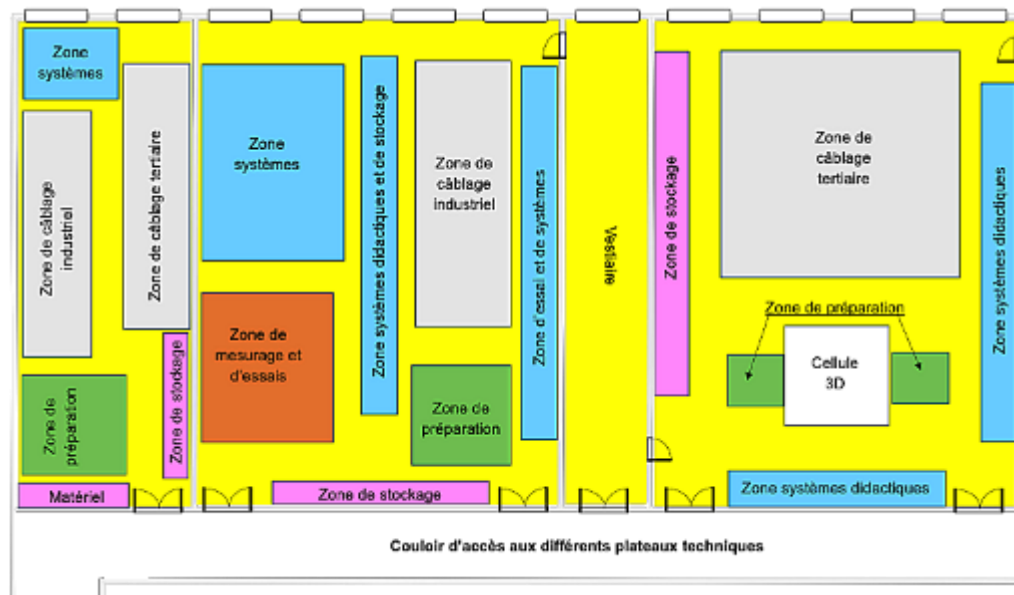 Zone
systèmes
Zone de câblage
industriel
Zone de câblage tertiaire
Zone de
préparation
Zone de stockage
Matériel
Zone
systèmes
Zone de
mesurage et
d'essais
Zone systèmes didactiques et de stockage
Zone de
câblage
industriel
Zone de
préparation
Zone d'essai et de systèmes
Zone de stockage
Vestiaire
Zone de stockage
Zone de
câblage
tertiaire
Zone de préparation
Cellule
3D
Zone systèmes didactiques
Zone systèmes didactiques
Couloir d'accès aux différents plateaux techniques